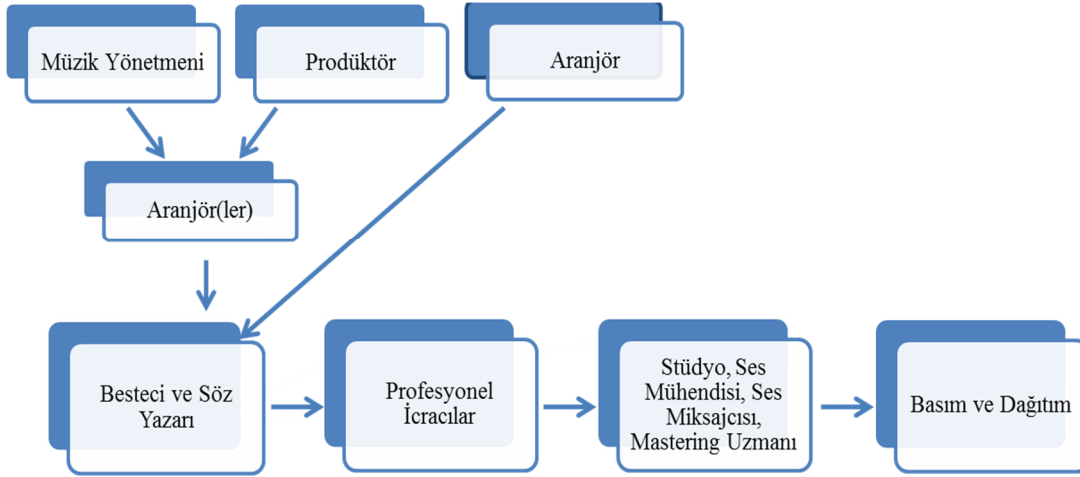 Müzik Yönetmeni
Prodüktör
Aranjör
Aranjör(ler)
Besteci ve Söz
Yazarı
Profesyonel
İcracılar
Stüdyo, Ses
Mühendisi, Ses
Miksajcısı,
Mastering Uzmanı
Basım ve Dağıtım